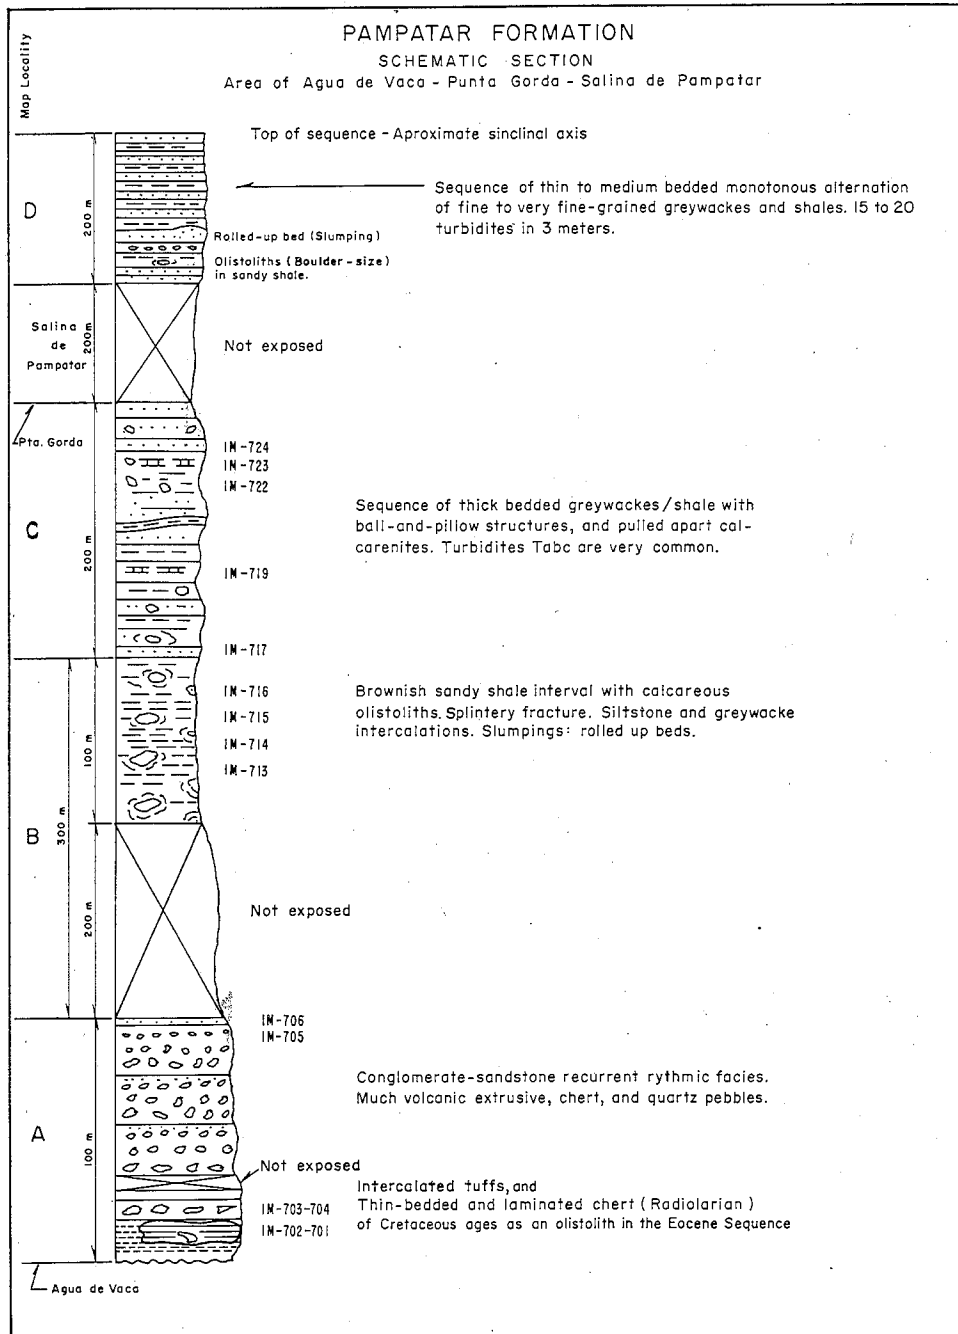 PAMPATAR FORMATION
SCHEMATIC SECTION
Area of Agua de Vaca - Punta Gorda - Salina de Pampatar
Map Locality
Top of sequence - Aproximate sinclinal axis
D
200 m
Sequence of thin to medium bedded monotonous alternation
of fine to very fine-grained greywackes and shales. 15 to 20
turbidites in 3 meters.
Rolled-up bed (Slumping)
Olistoliths (Boulder-size)
in sandy shale.
Salina
de
Pampatar
200 m
Not exposed
Pta. Gorda
C
200 m
IM-724
IM-723
IM-722
Sequence of thick bedded greywackes/shale with
ball-and-pillow structures, and pulled apart cal-
carenites. Turbidites Tabc are very common.
IM-719
IM-717
B
300 m
100 m
IM-716
IM-715
IM-714
IM-713
Brownish sandy shale interval with calcareous
olistoliths. Splintery fracture. Siltstone and greywacke
intercalations. Slumpings: rolled up beds.
200 m
Not exposed
A
100 m
IM-706
IM-705
Conglomerate-sandstone recurrent rythmic facies.
Much volcanic extrusive, chert, and quartz pebbles.
Not exposed
Intercalated tuffs, and
IM-703-704
Thin-bedded and laminated chert (Radiolarian)
of Cretaceous ages as an olistolith in the Eocene Sequence
IM-702-701
Agua de Vaca